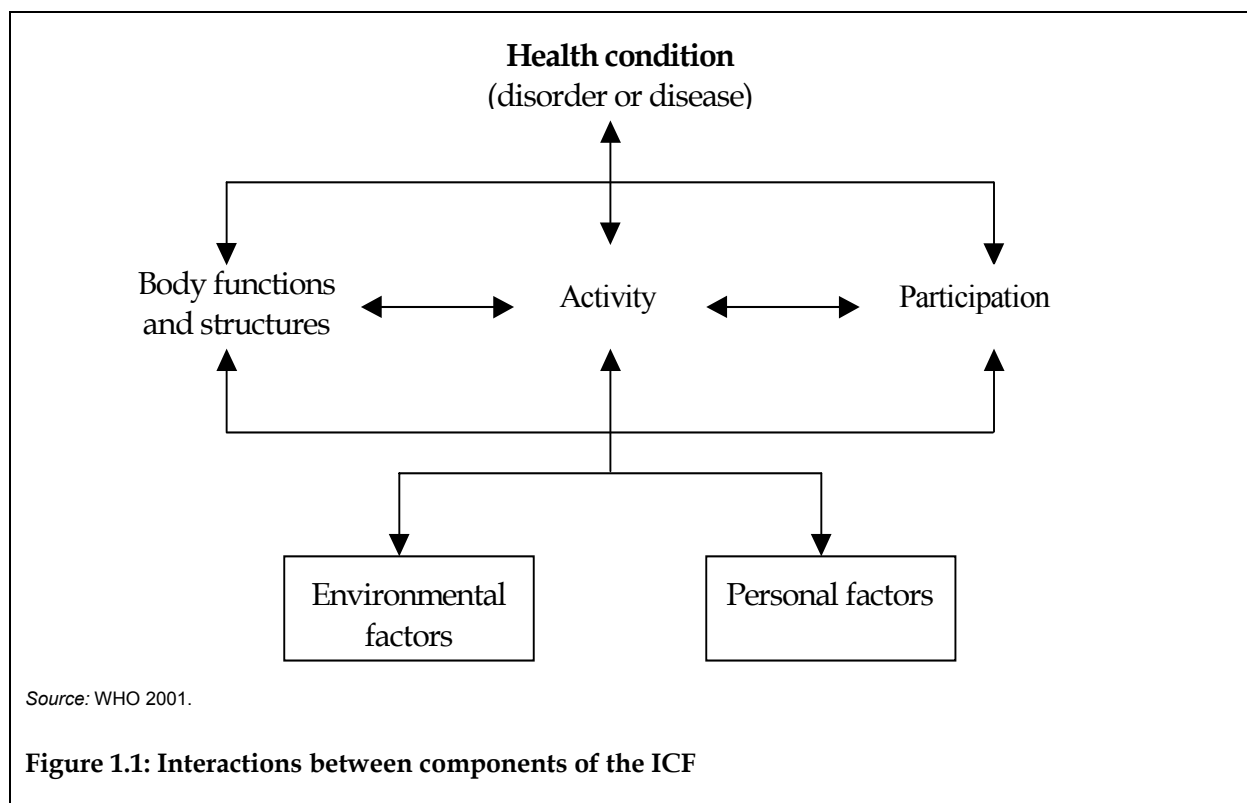 Health condition
(disorder or disease)
Body functions
and structures
Activity
Participation
Environmental
factors
Personal factors
Source: WHO 2001.
Figure 1.1: Interactions between components of the ICF